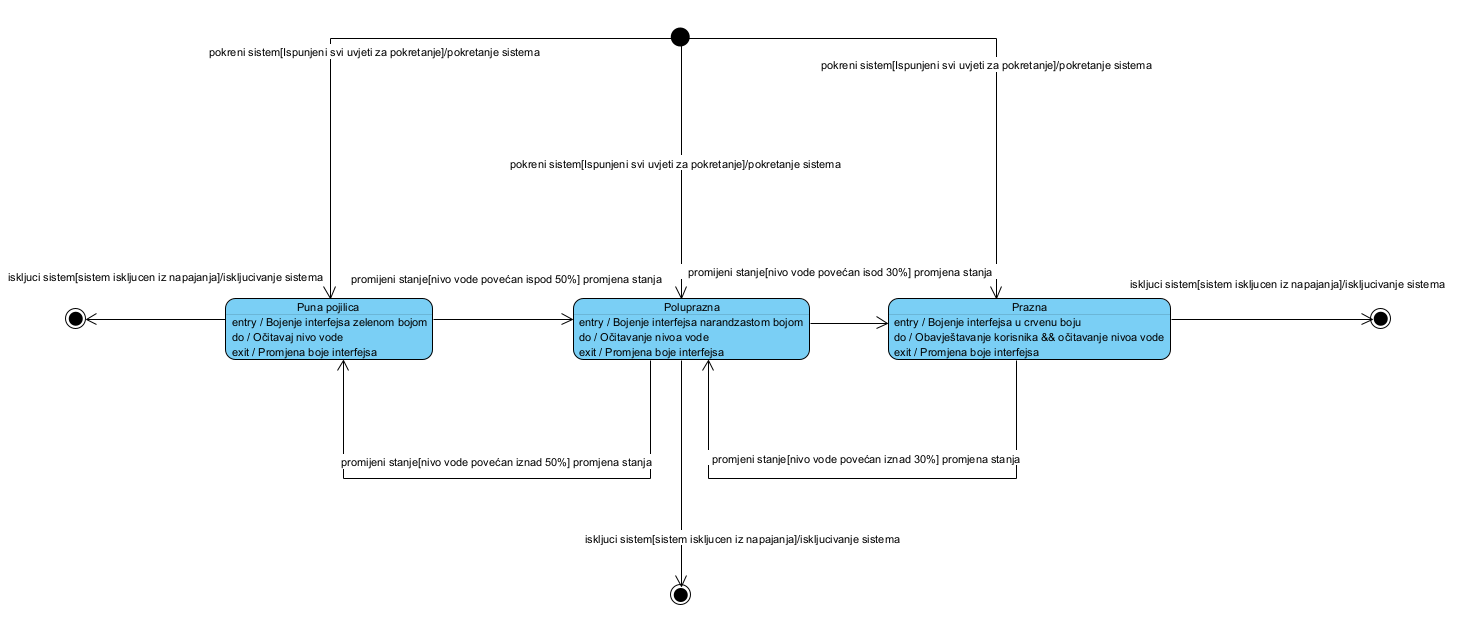 pokreni sistem[Ispunjeni svi uvjeti za pokretanje]/pokretanje sistema
pokreni sistem[Ispunjeni svi uvjeti za pokretanje]/pokretanje sistema
pokreni sistem[Ispunjeni svi uvjeti za pokretanje]/pokretanje sistema
iskljuci sistem[sistem iskljucen iz napajanja]/iskljucivanje sistema
promijeni stanje[nivo vode povećan ispod 50%] promjena stanja
promijeni stanje[nivo vode povećan isod 30%] promjena stanja
iskljuci sistem[sistem iskljucen iz napajanja]/iskljucivanje sistema
Puna pojilica
entry / Bojenje interfejsa zelenom bojom
do / Očitavaj nivo vode
exit / Promjena boje interfejsa
Poluprazna
entry / Bojenje interfejsa narandzastom bojom
do / Očitavanje nivoa vode
exit / Promjena boje interfejsa
Prazna
entry / Bojenje interfejsa u crvenu boju
do / Obavještavanje korisnika && očitavanje nivoa vode
exit / Promjena boje interfejsa
promijeni stanje[nivo vode povećan iznad 50%] promjena stanja
promjeni stanje[nivo vode povećan iznad 30%] promjena stanja
iskljuci sistem[sistem iskljucen iz napajanja]/iskljucivanje sistema